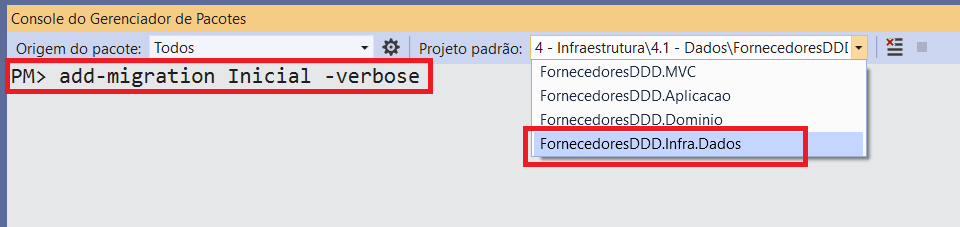 Console do Gerenciador de Pacotes
Origem do pacote: Todos Projeto padrão: 4 - Infraestrutura\4.1 - Dados\FornecedoresDD
PM> add-migration Inicial -verbose
FornecedoresDDD.MVC
FornecedoresDDD.Aplicacao
FornecedoresDDD.Dominio
FornecedoresDDD.Infra.Dados